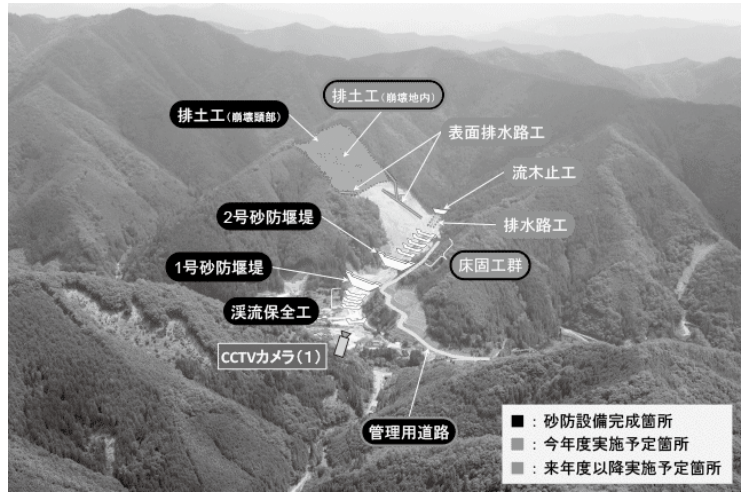 排土工(崩壊地内)
排土工(崩壊頭部)
表面排水路工
流木止工
2号砂防堰堤
排水路工
1号砂防堰堤
床固工群
渓流保全工
CCTVカメラ(1)
管理用道路
■：砂防設備完成箇所
■：今年度実施予定箇所
■：来年度以降実施予定箇所